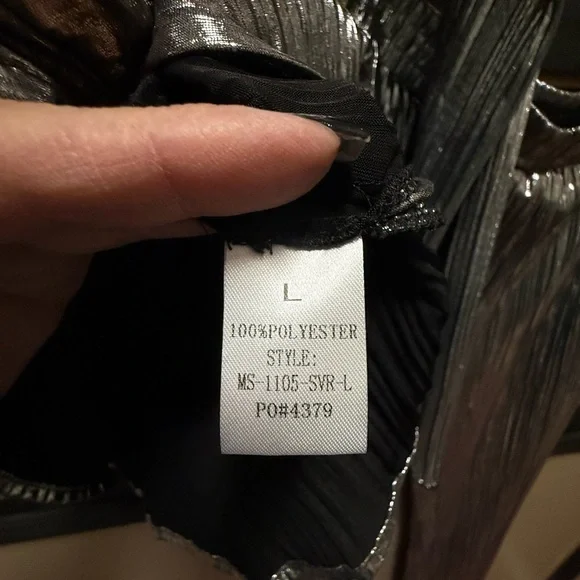 L
100%POLYESTER
STYLE:
MS-1105-SVR-L
PO#4379